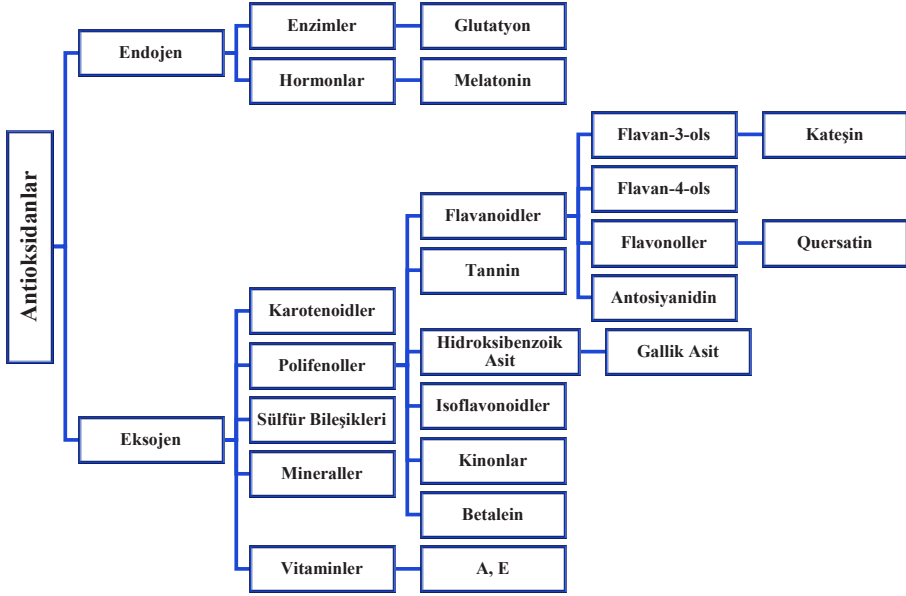 Antioksidanlar
Endojen
Enzimler
Glutatyon
Hormonlar
Melatonin
Eksojen
Karotenoidler
Polifenoller
Flavanoidler
Flavan-3-ols
Kateşin
Flavan-4-ols
Flavonoller
Quersatin
Antosiyanidin
Tannin
Hidroksibenzoik
Asit
Gallik Asit
Isoflavonoidler
Kinonlar
Betalein
Sülfür Bileşikleri
Mineraller
Vitaminler
A, E